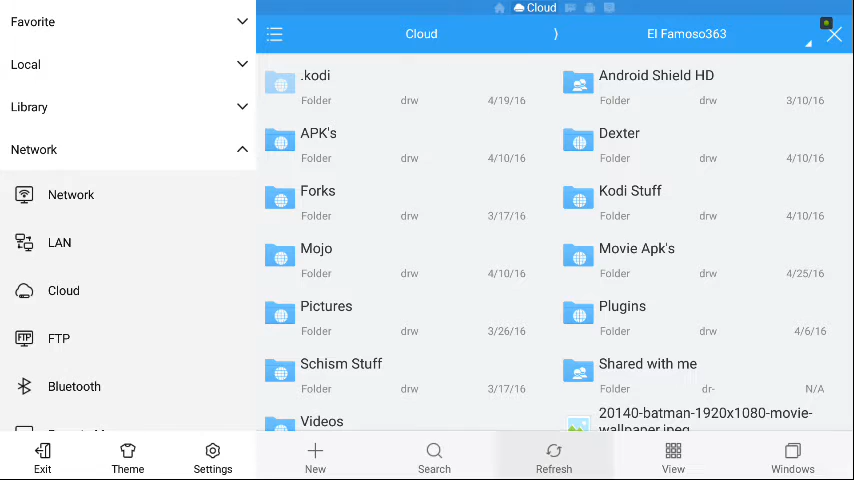 Favorite
Local
Library
Network
Network
LAN
Cloud
FTP
FTP
Bluetooth
Exit
Theme
Settings
Cloud
Cloud
El Famoso363
.kodi
Folder drw 4/19/16
Android Shield HD
Folder drw 3/10/16
APK's
Folder drw 4/10/16
Dexter
Folder drw 4/10/16
Forks
Folder drw 3/17/16
Kodi Stuff
Folder drw 4/10/16
Mojo
Folder drw 4/10/16
Movie Apk's
Folder drw 4/25/16
Pictures
Folder drw 3/26/16
Plugins
Folder drw 4/6/16
Schism Stuff
Folder drw 3/17/16
Shared with me
Folder dr- N/A
Videos
20140-batman-1920x1080-movie-
wallpaper.jpeg
New
Search
Refresh
View
Windows